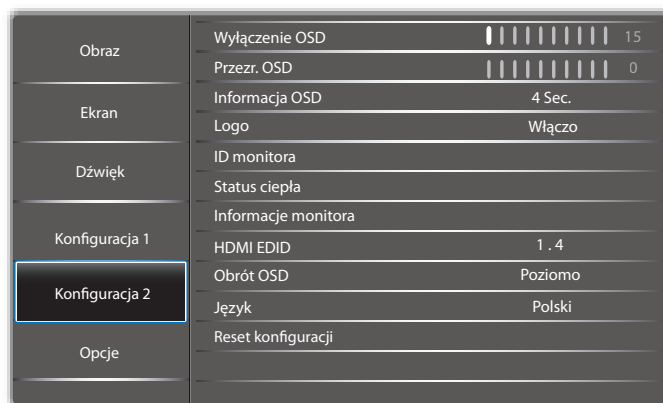 Obraz
Ekran
Dźwięk
Konfiguracja 1
Konfiguracja 2
Opcje
Wyłączenie OSD 15
Przezr. OSD 0
Informacja OSD 4 Sec.
Logo Włączo
ID monitora
Status ciepła
Informacje monitora
HDMI EDID 1 . 4
Obrót OSD Poziomo
Język Polski
Reset konfiguracji